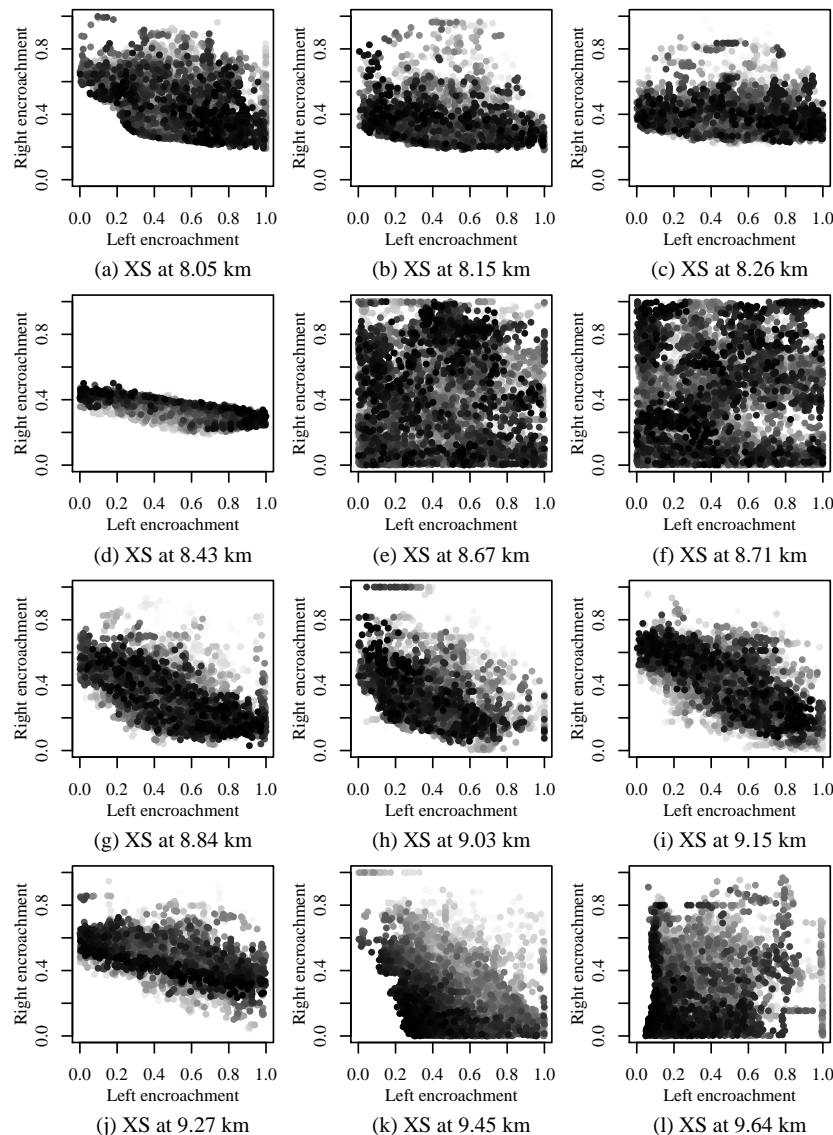 Right encroachment
0.0 0.4 0.8
0.0 0.2 0.4 0.6 0.8 1.0
Left encroachment
(a) XS at 8.05 km
Right encroachment
0.0 0.4 0.8
0.0 0.2 0.4 0.6 0.8 1.0
Left encroachment
(b) XS at 8.15 km
Right encroachment
0.0 0.4 0.8
0.0 0.2 0.4 0.6 0.8 1.0
Left encroachment
(c) XS at 8.26 km
Right encroachment
0.0 0.4 0.8
0.0 0.2 0.4 0.6 0.8 1.0
Left encroachment
(d) XS at 8.43 km
Right encroachment
0.0 0.4 0.8
0.0 0.2 0.4 0.6 0.8 1.0
Left encroachment
(e) XS at 8.67 km
Right encroachment
0.0 0.4 0.8
0.0 0.2 0.4 0.6 0.8 1.0
Left encroachment
(f) XS at 8.71 km
Right encroachment
0.0 0.4 0.8
0.0 0.2 0.4 0.6 0.8 1.0
Left encroachment
(g) XS at 8.84 km
Right encroachment
0.0 0.4 0.8
0.0 0.2 0.4 0.6 0.8 1.0
Left encroachment
(h) XS at 9.03 km
Right encroachment
0.0 0.4 0.8
0.0 0.2 0.4 0.6 0.8 1.0
Left encroachment
(i) XS at 9.15 km
Right encroachment
0.0 0.4 0.8
0.0 0.2 0.4 0.6 0.8 1.0
Left encroachment
(j) XS at 9.27 km
Right encroachment
0.0 0.4 0.8
0.0 0.2 0.4 0.6 0.8 1.0
Left encroachment
(k) XS at 9.45 km
Right encroachment
0.0 0.4 0.8
0.0 0.2 0.4 0.6 0.8 1.0
Left encroachment
(l) XS at 9.64 km